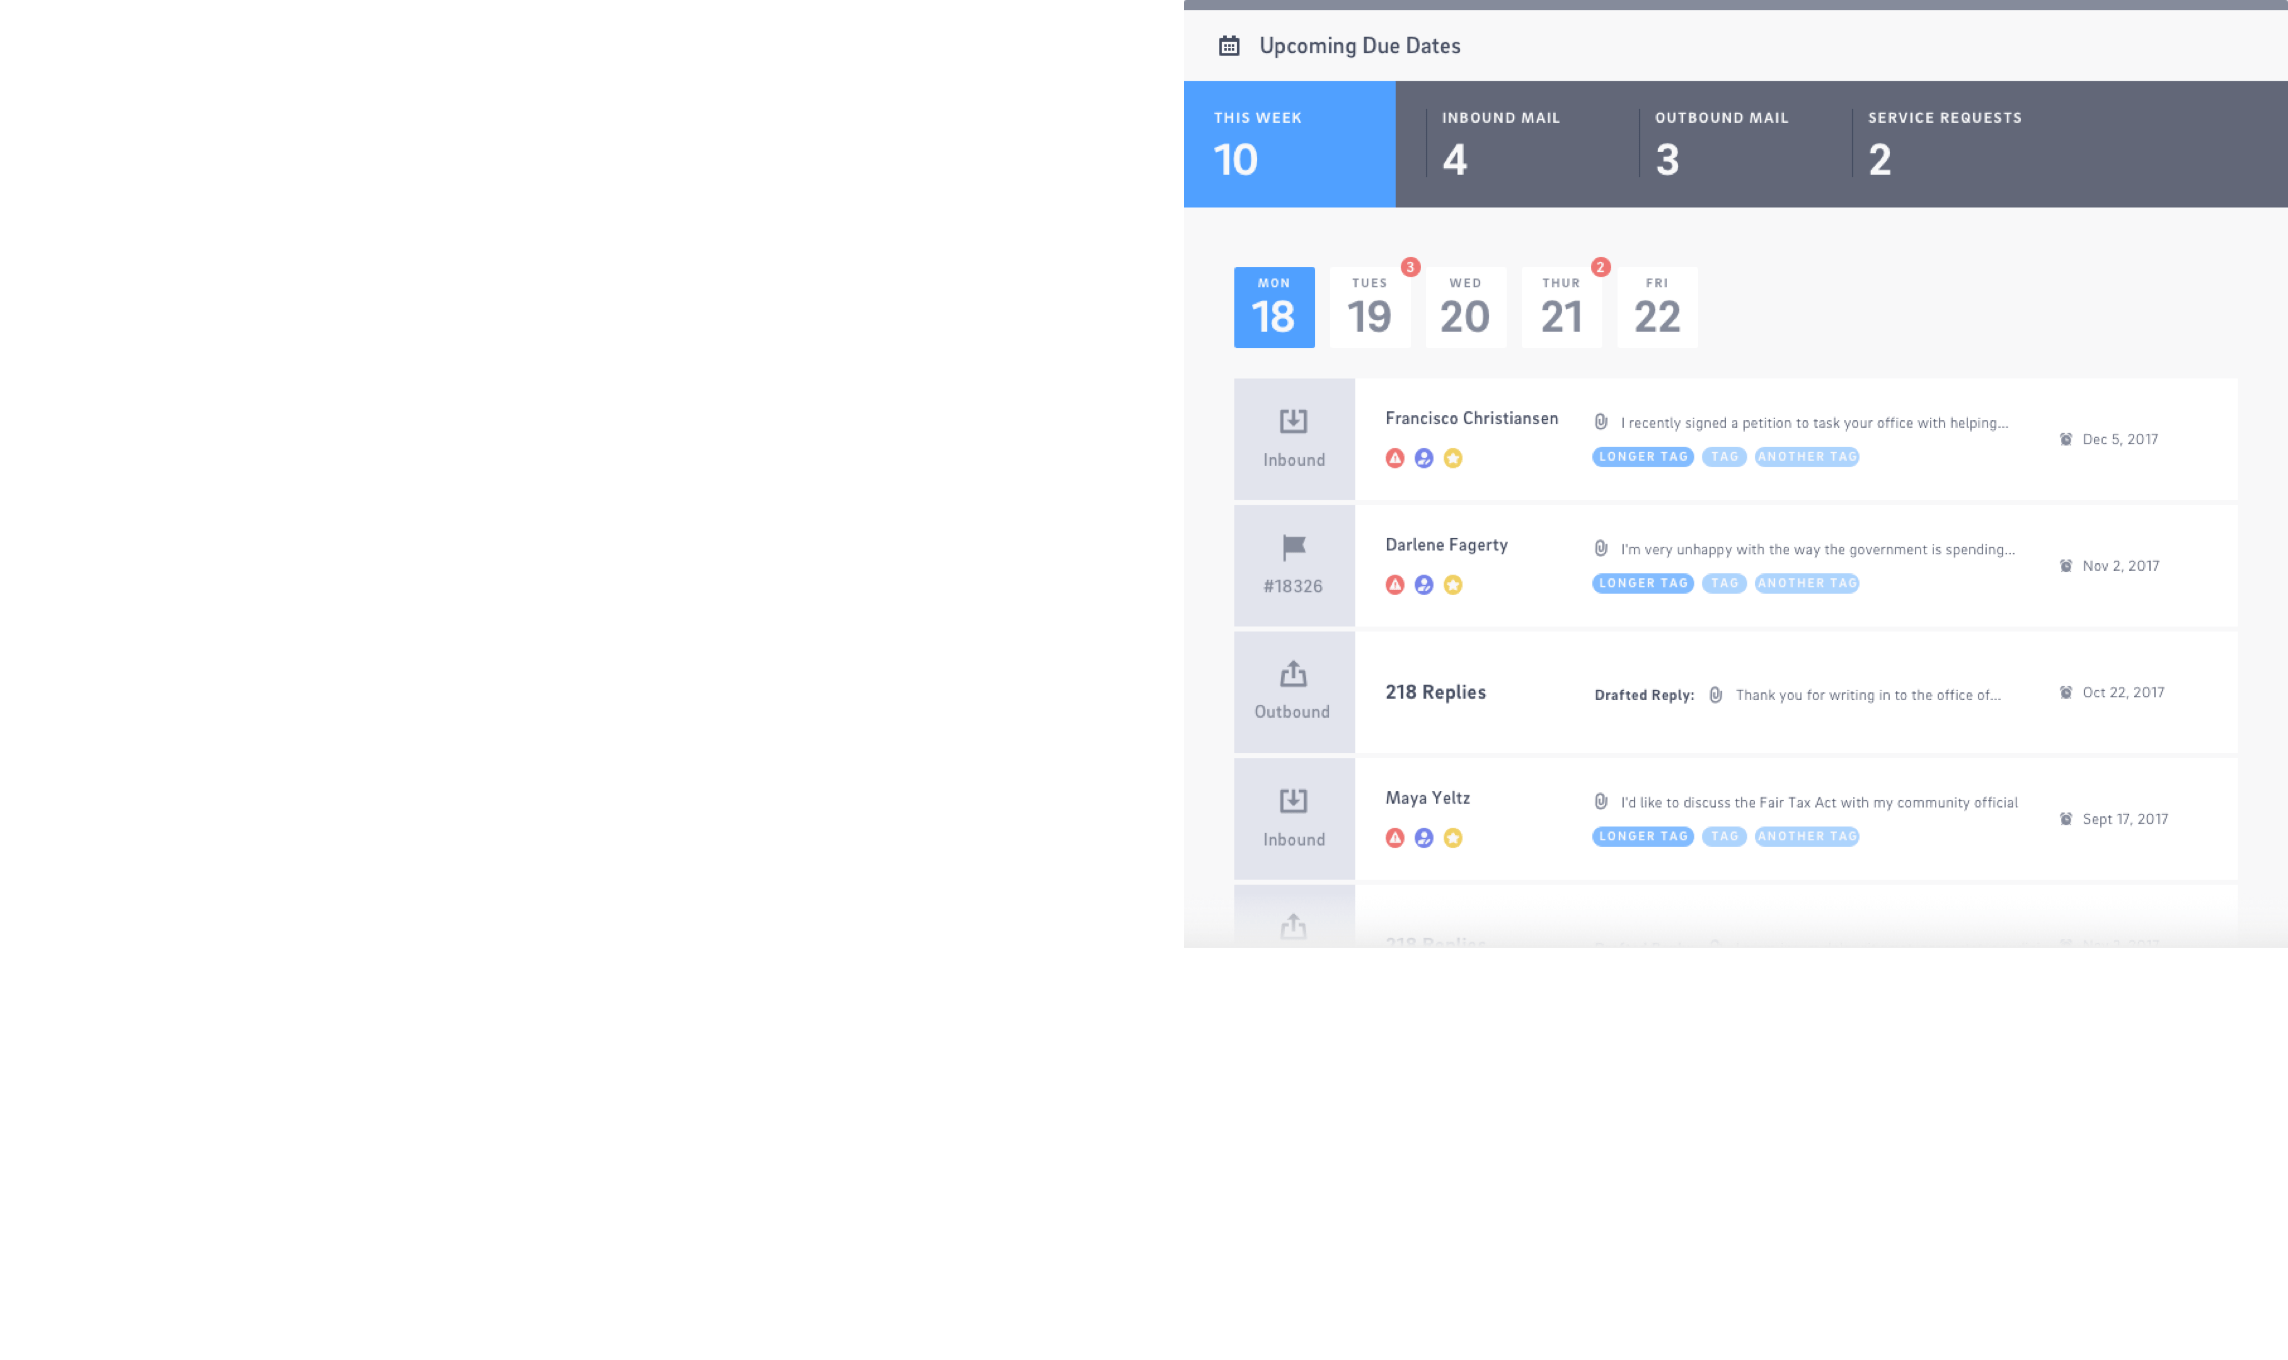 Upcoming Due Dates
THIS WEEK
10
INBOUND MAIL
4
OUTBOUND MAIL
3
SERVICE REQUESTS
2
MON
18
TUES
19
3
WED
20
THUR
21
2
FRI
22
Inbound
Francisco Christiansen
I recently signed a petition to task your office with helping...
LONGER TAG TAG ANOTHER TAG
Dec 5, 2017
#18326
Darlene Fagerty
I'm very unhappy with the way the government is spending...
LONGER TAG TAG ANOTHER TAG
Nov 2, 2017
Outbound
218 Replies
Drafted Reply: Thank you for writing in to the office of...
Oct 22, 2017
Inbound
Maya Yeltz
I'd like to discuss the Fair Tax Act with my community official
LONGER TAG TAG ANOTHER TAG
Sept 17, 2017
218 Replies